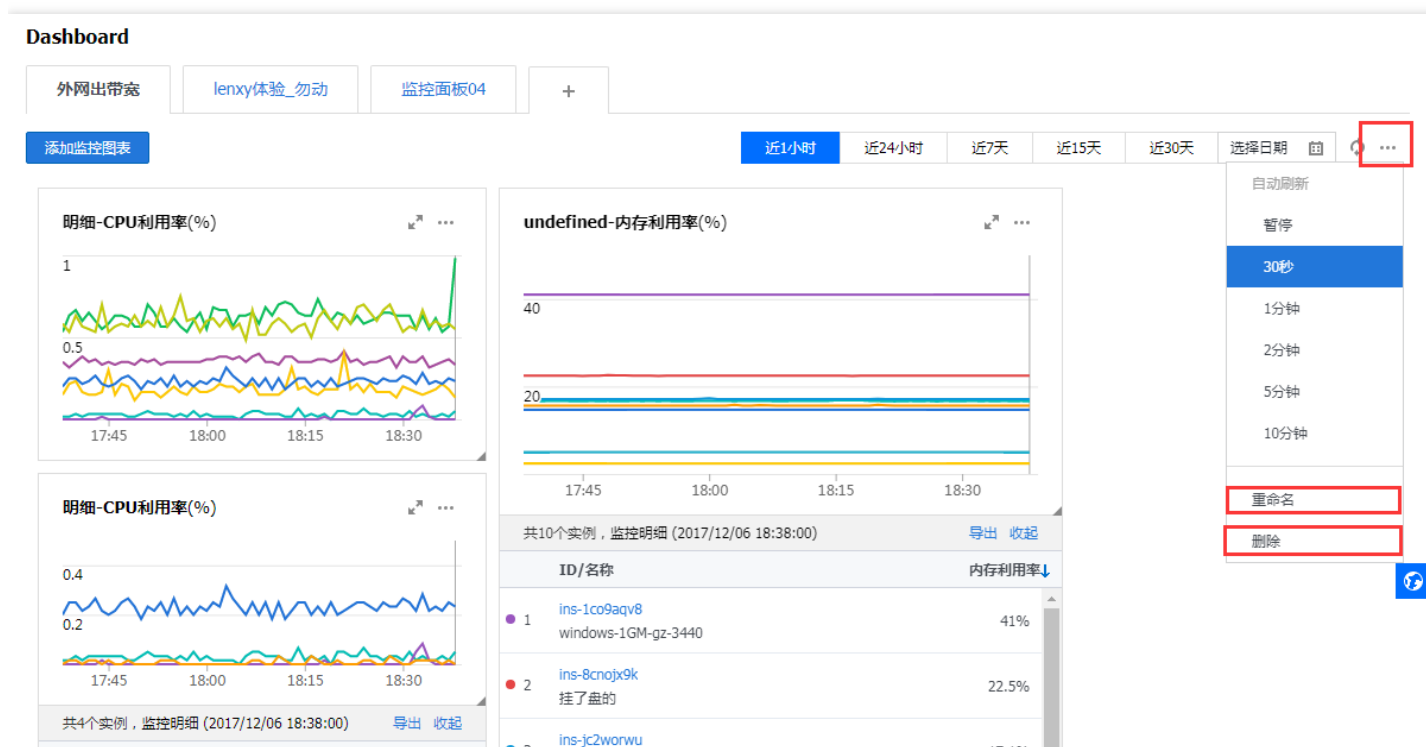 Dashboard
外网出带宽
lenxy体验_勿动
监控面板04
+
添加监控图表
近1小时
近24小时
近7天
近15天
近30天
选择日期
自动刷新
暂停
30秒
1分钟
2分钟
5分钟
10分钟
重命名
删除
明细-CPU利用率(%)
1
0.5
17:45 18:00 18:15 18:30
undefined-内存利用率(%)
40
20
17:45 18:00 18:15 18:30
共10个实例，监控明细 (2017/12/06 18:38:00) 导出 收起
ID/名称 内存利用率↓
1 ins-1co9aqv8 41%
windows-1GM-gz-3440
2 ins-8cnojx9k 22.5%
挂了盘的
ins-jc2worwu
明细-CPU利用率(%)
0.4
0.2
17:45 18:00 18:15 18:30
共4个实例，监控明细 (2017/12/06 18:38:00) 导出 收起